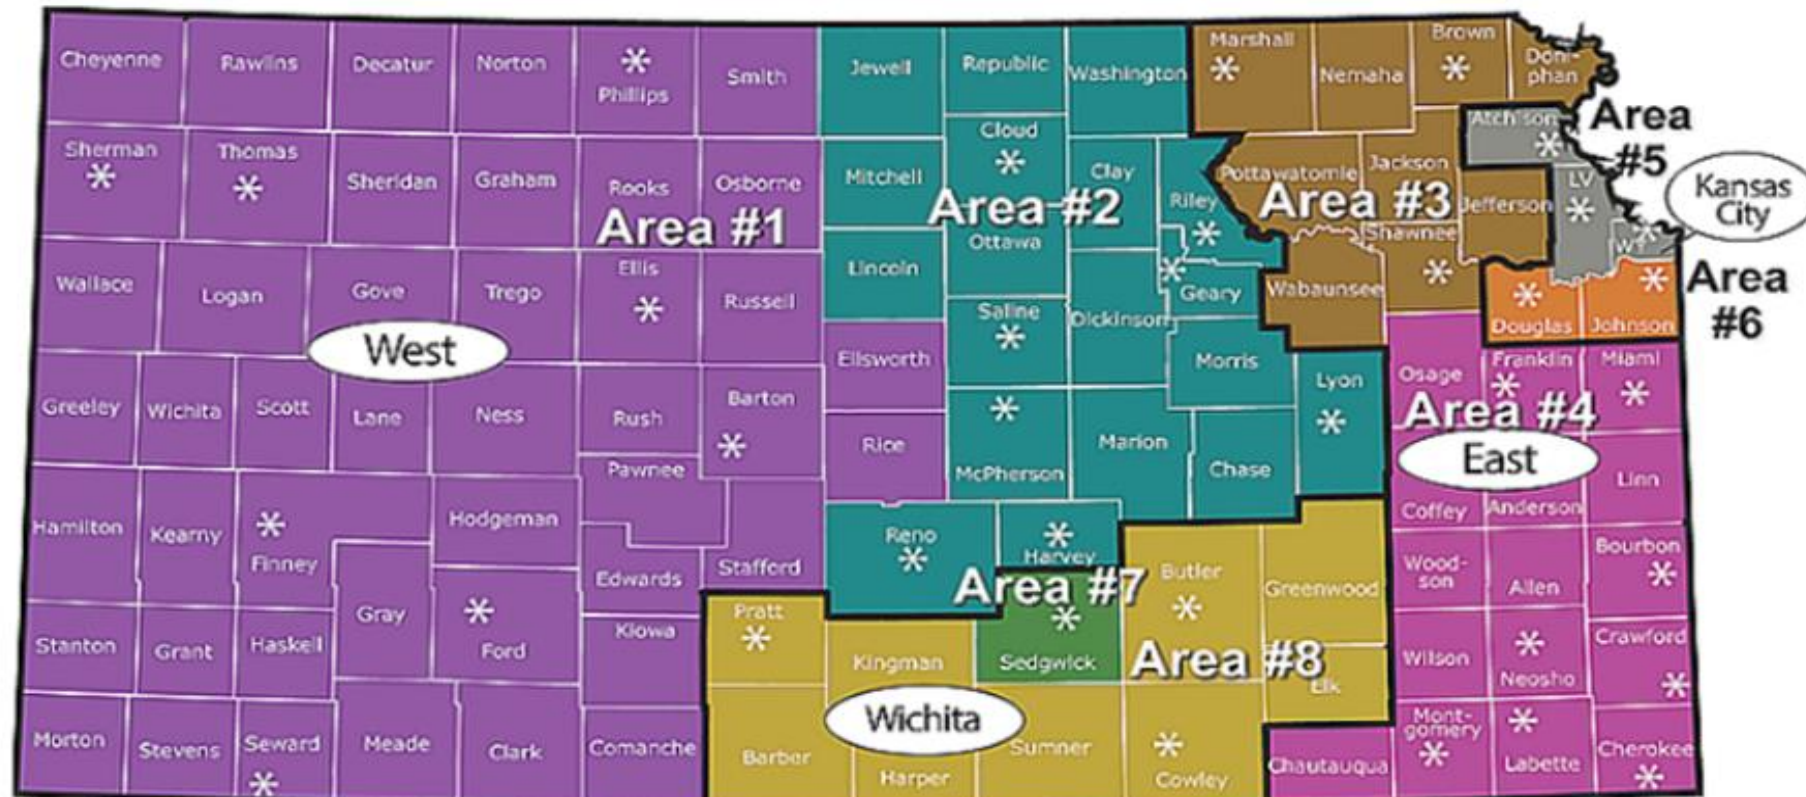 Cheyenne
Rawlins
Decatur
Norton
Phillips
Smith
Jewell
Republic
Washington
Marshall
Nemaha
Brown
Doni-
phan
Sherman
Thomas
Sheridan
Graham
Rooks
Osborne
Mitchell
Cloud
Clay
Riley
Pottawatomie
Jackson
Atchison
Area
#5
Area #1
Area #2
Area #3
Jefferson
LV
Kansas
City
Ottawa
Shawnee
Wallace
Logan
Gove
Trego
Ellis
Russell
Lincoln
Saline
Dickinson
Geary
Wabaunsee
Douglas
Johnson
Area
#6
West
Ellsworth
Morris
Lyon
Osage
Franklin
Miami
Greeley
Wichita
Scott
Lane
Ness
Rush
Barton
Rice
McPherson
Marion
Chase
Area #4
East
Linn
Pawnee
Hamilton
Kearny
Finney
Hodgeman
Edwards
Stafford
Reno
Harvey
Butler
Greenwood
Coffey
Anderson
Wood-
son
Allen
Bourbon
Area #7
Stanton
Grant
Haskell
Gray
Ford
Kiowa
Pratt
Kingman
Sedgwick
Area #8
Elk
Wilson
Neosho
Crawford
Morton
Stevens
Seward
Meade
Clark
Comanche
Barber
Wichita
Harper
Sumner
Cowley
Chautauqua
Mont-
gomery
Labette
Cherokee